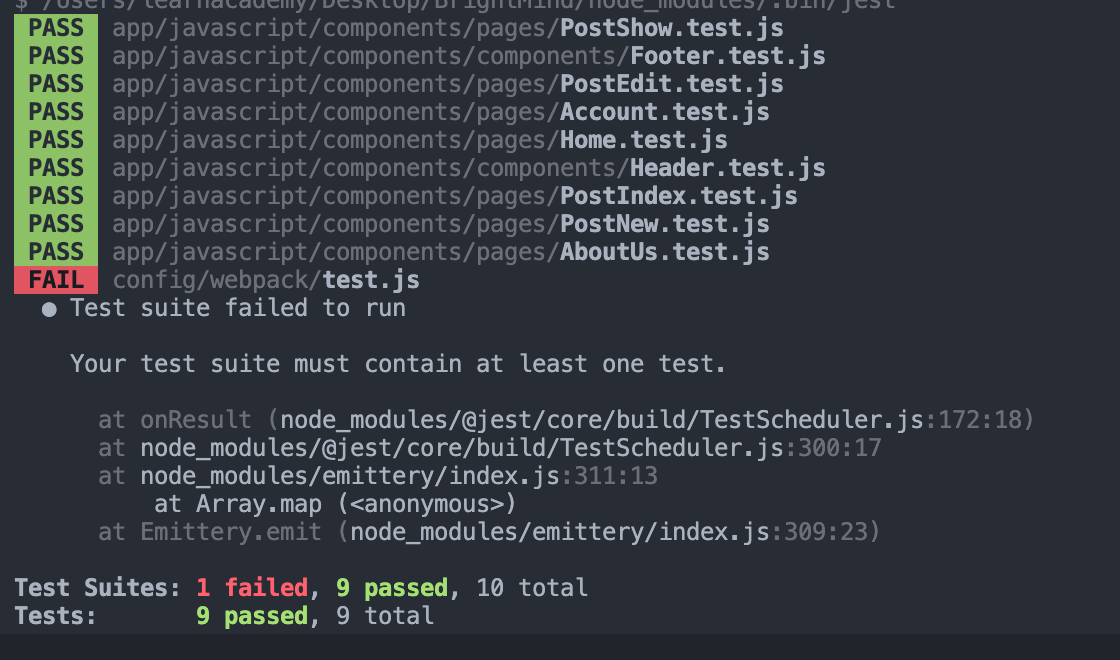 $ /Users/learnacademy/Desktop/BrightMind/node_modules/.bin/jest
PASS app/javascript/components/pages/PostShow.test.js
PASS app/javascript/components/components/Footer.test.js
PASS app/javascript/components/pages/PostEdit.test.js
PASS app/javascript/components/pages/Account.test.js
PASS app/javascript/components/pages/Home.test.js
PASS app/javascript/components/components/Header.test.js
PASS app/javascript/components/pages/PostIndex.test.js
PASS app/javascript/components/pages/PostNew.test.js
PASS app/javascript/components/pages/AboutUs.test.js
FAIL config/webpack/test.js
● Test suite failed to run
Your test suite must contain at least one test.
at onResult (node_modules/@jest/core/build/TestScheduler.js:172:18)
at node_modules/@jest/core/build/TestScheduler.js:300:17
at node_modules/emittery/index.js:311:13
at Array.map (<anonymous>)
at Emittery.emit (node_modules/emittery/index.js:309:23)
Test Suites: 1 failed, 9 passed, 10 total
Tests: 9 passed, 9 total